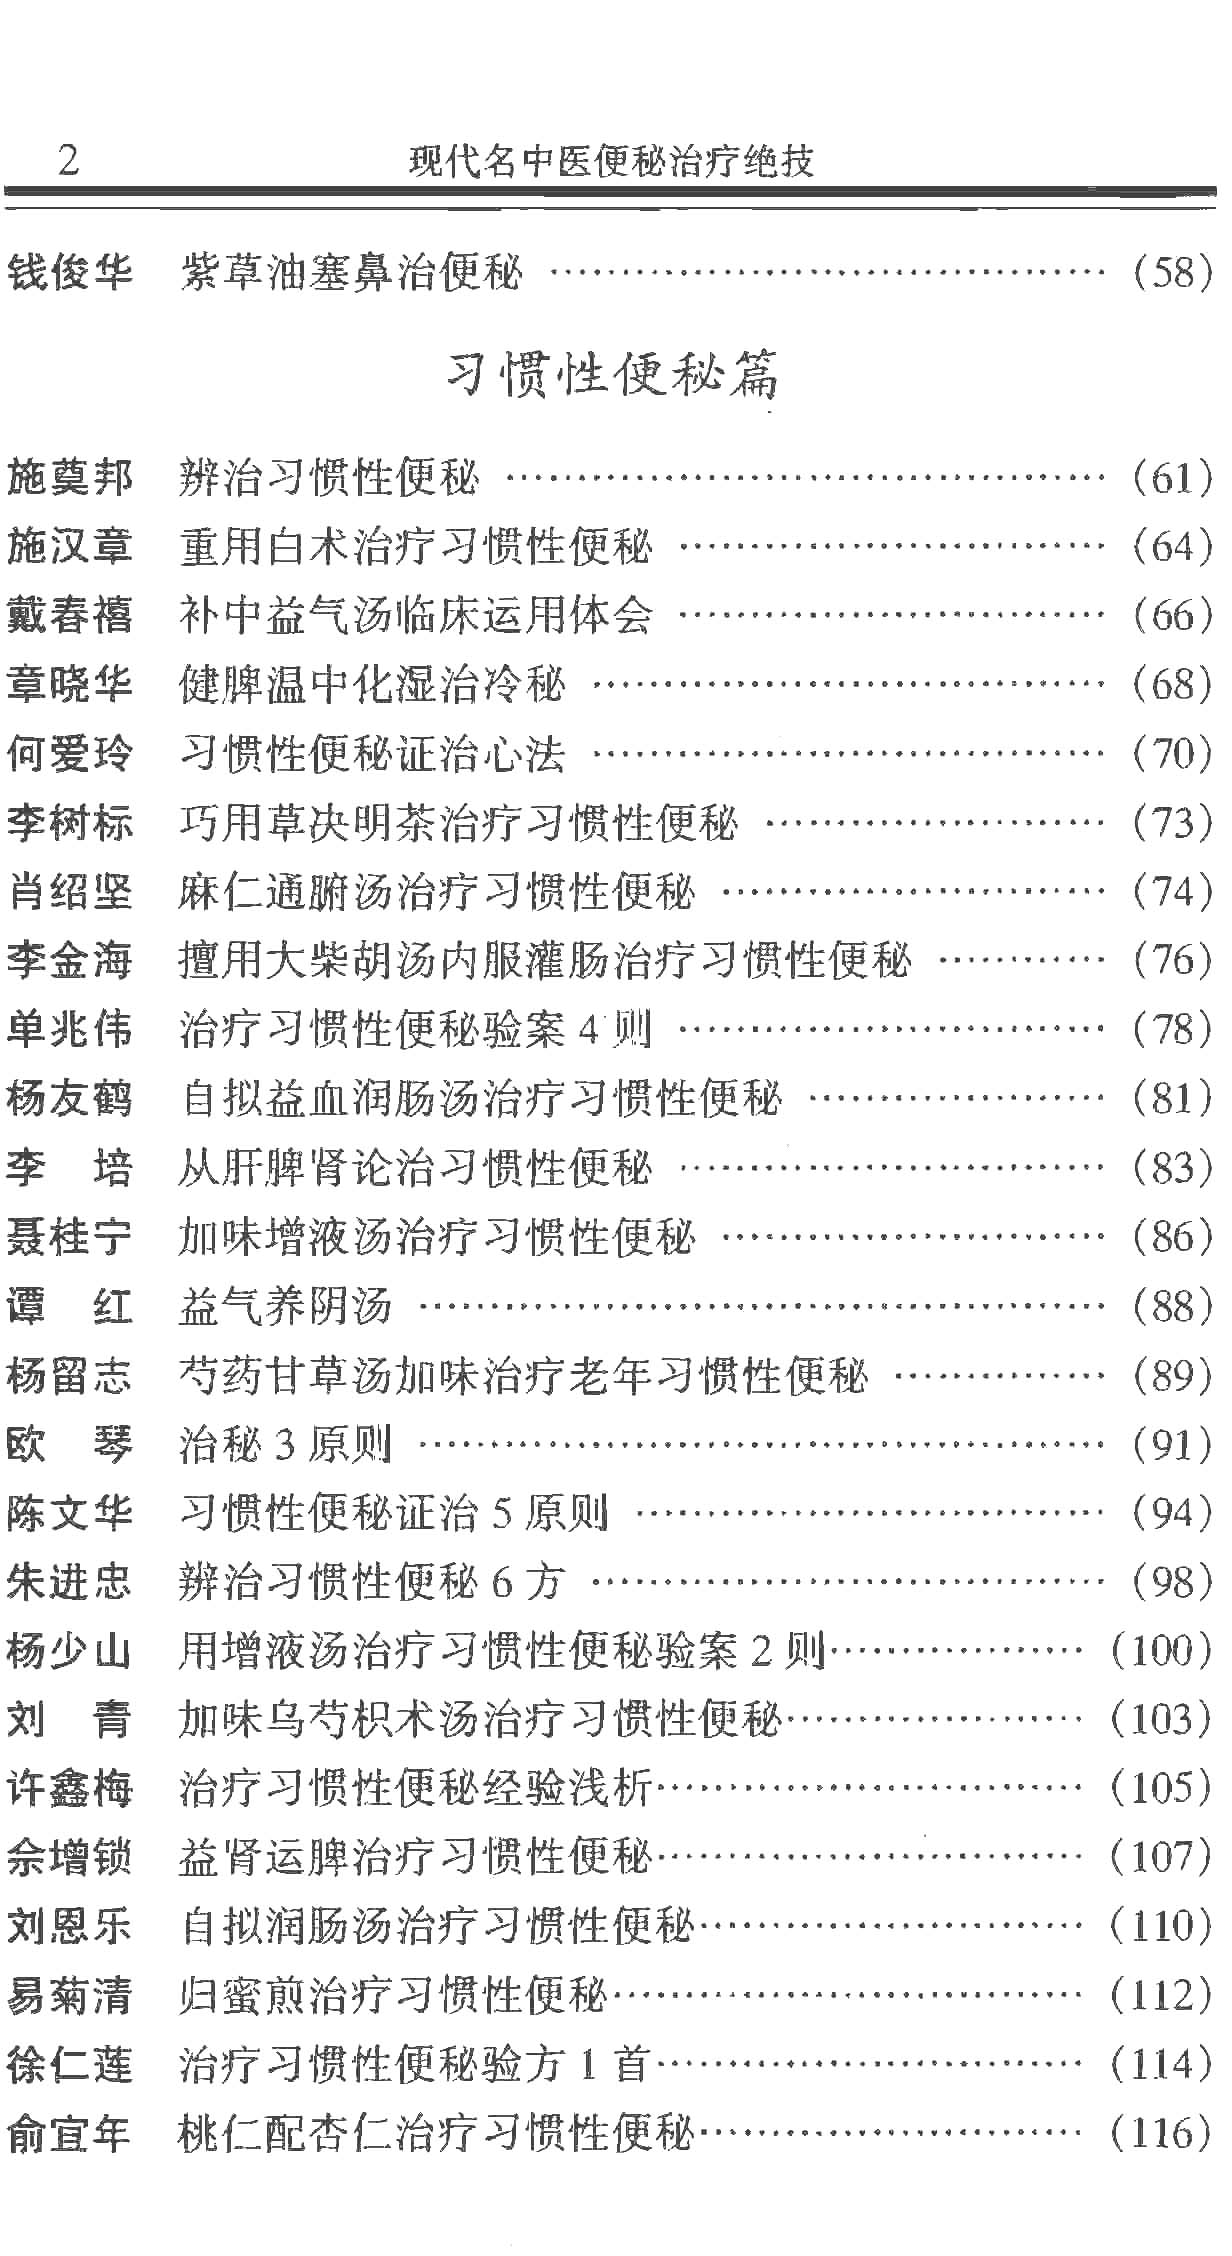 2 现代名中医便秘治疗绝技
钱俊华 紫草油塞鼻治便秘 …………………………………… (58)
习惯性便秘篇
施奠邦 辨治习惯性便秘 ……………………………………… (61)
施汉章 重用白术治疗习惯性便秘 …………………………… (64)
戴春禧 补中益气汤临床运用体会 …………………………… (66)
章晓华 健脾温中化湿治冷秘 ………………………………… (68)
何爱玲 习惯性便秘证治心法 ………………………………… (70)
李树标 巧用草决明茶治疗习惯性便秘 ……………………… (73)
肖绍坚 麻仁通腑汤治疗习惯性便秘 ………………………… (74)
李金海 擅用大柴胡汤内服灌肠治疗习惯性便秘 ………… (76)
单兆伟 治疗习惯性便秘验案 4 则 …………………………… (78)
杨友鹤 自拟益血润肠汤治疗习惯性便秘 …………………… (81)
李 培 从肝脾肾论治习惯性便秘 …………………………… (83)
聂桂宁 加味增液汤治疗习惯性便秘 ………………………… (86)
谭 红 益气养阴汤 …………………………………………… (88)
杨留志 芍药甘草汤加味治疗老年习惯性便秘 …………… (89)
欧 琴 治秘 3 原则 …………………………………………… (91)
陈文华 习惯性便秘证治 5 原则 ……………………………… (94)
朱进忠 辨治习惯性便秘 6 方 ………………………………… (98)
杨少山 用增液汤治疗习惯性便秘验案 2 则……………… (100)
刘 青 加味乌芍枳术汤治疗习惯性便秘………………… (103)
许鑫梅 治疗习惯性便秘经验浅析………………………… (105)
佘增锁 益肾运脾治疗习惯性便秘………………………… (107)
刘恩乐 自拟润肠汤治疗习惯性便秘……………………… (110)
易菊清 归蜜煎治疗习惯性便秘…………………………… (112)
徐仁莲 治疗习惯性便秘验方 1 首………………………… (114)
俞宜年 桃仁配杏仁治疗习惯性便秘……………………… (116)